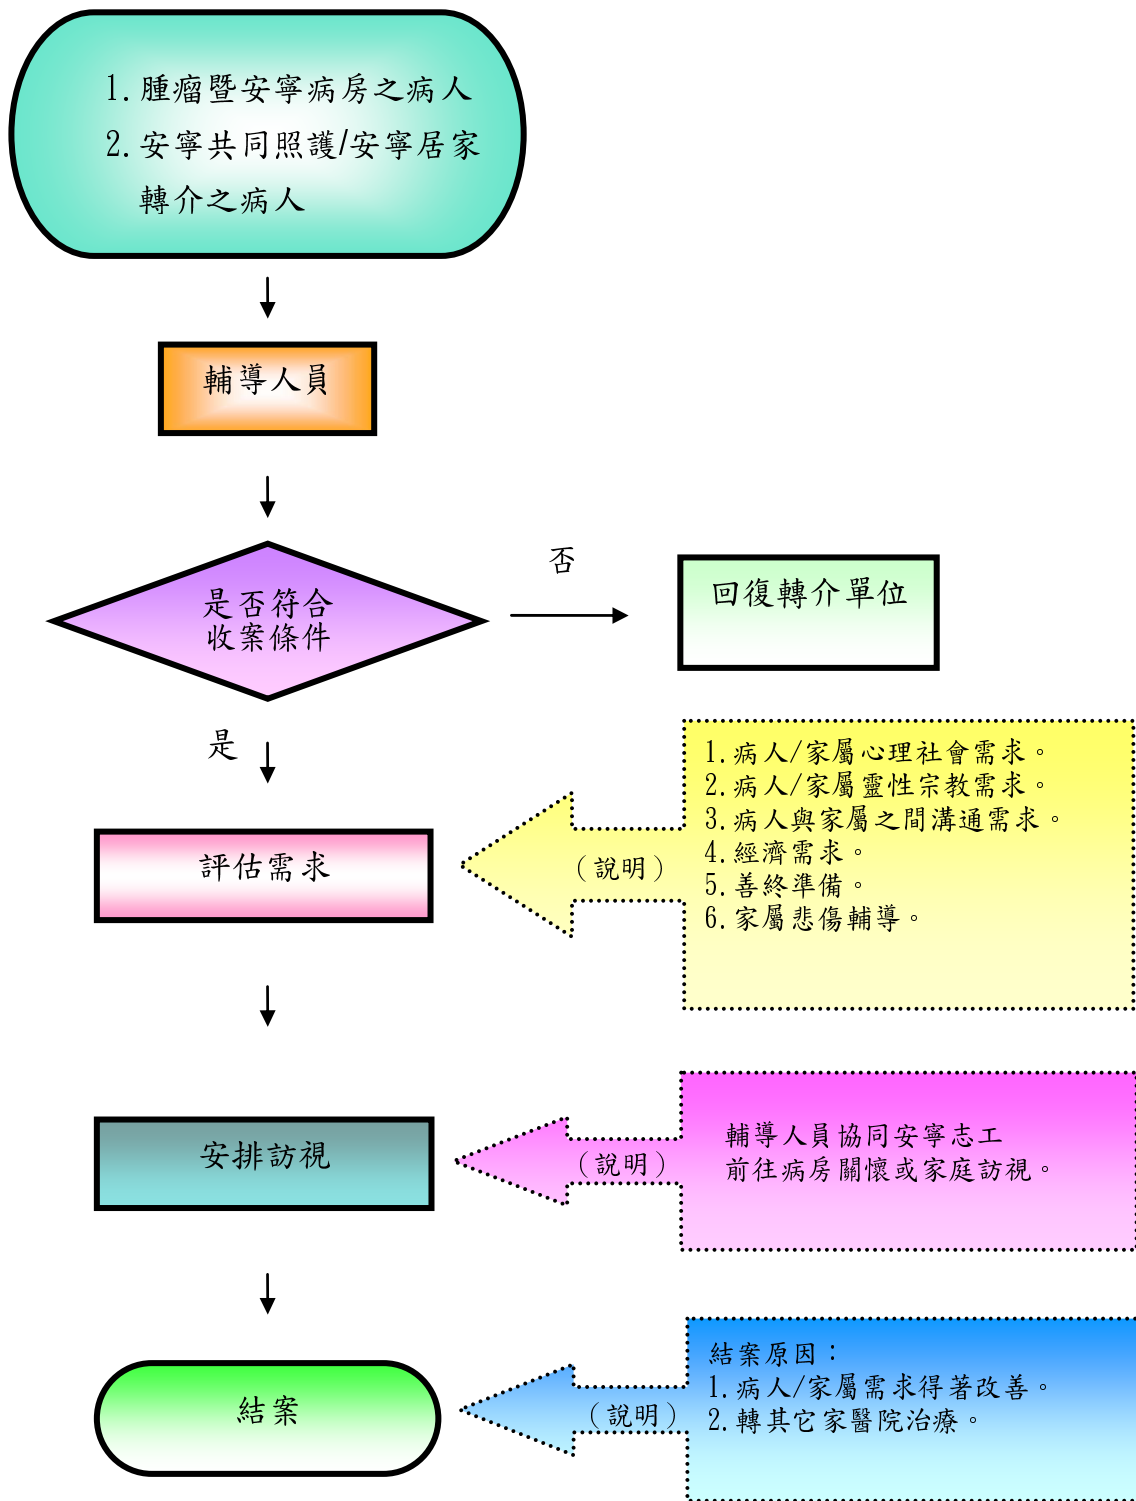 1. 腫瘤暨安寧病房之病人
2. 安寧共同照護/安寧居家
轉介之病人
輔導人員
是否符合
收案條件
否
回復轉介單位
是
評估需求
（說明）
1. 病人/家屬心理社會需求。
2. 病人/家屬靈性宗教需求。
3. 病人與家屬之間溝通需求。
4. 經濟需求。
5. 善終準備。
6. 家屬悲傷輔導。
安排訪視
（說明）
輔導人員協同安寧志工
前往病房關懷或家庭訪視。
結案
（說明）
結案原因：
1. 病人/家屬需求得著改善。
2. 轉其它家醫院治療。